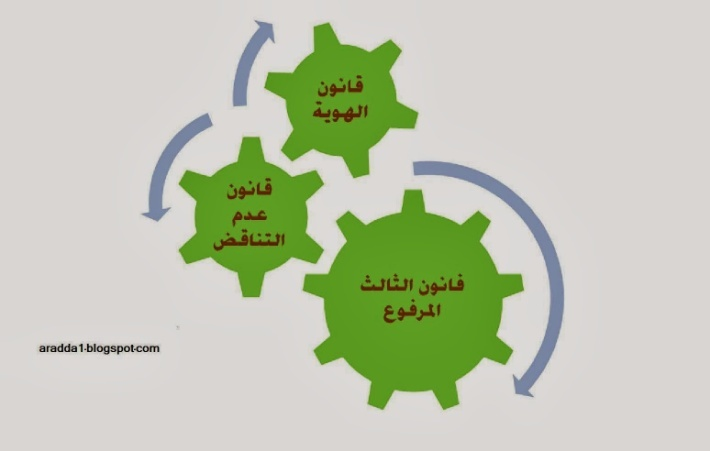 قانون
الهوية
قانون
عدم
التناقض
قانون الثالث
المرفوع
aradda1-blogspot-com